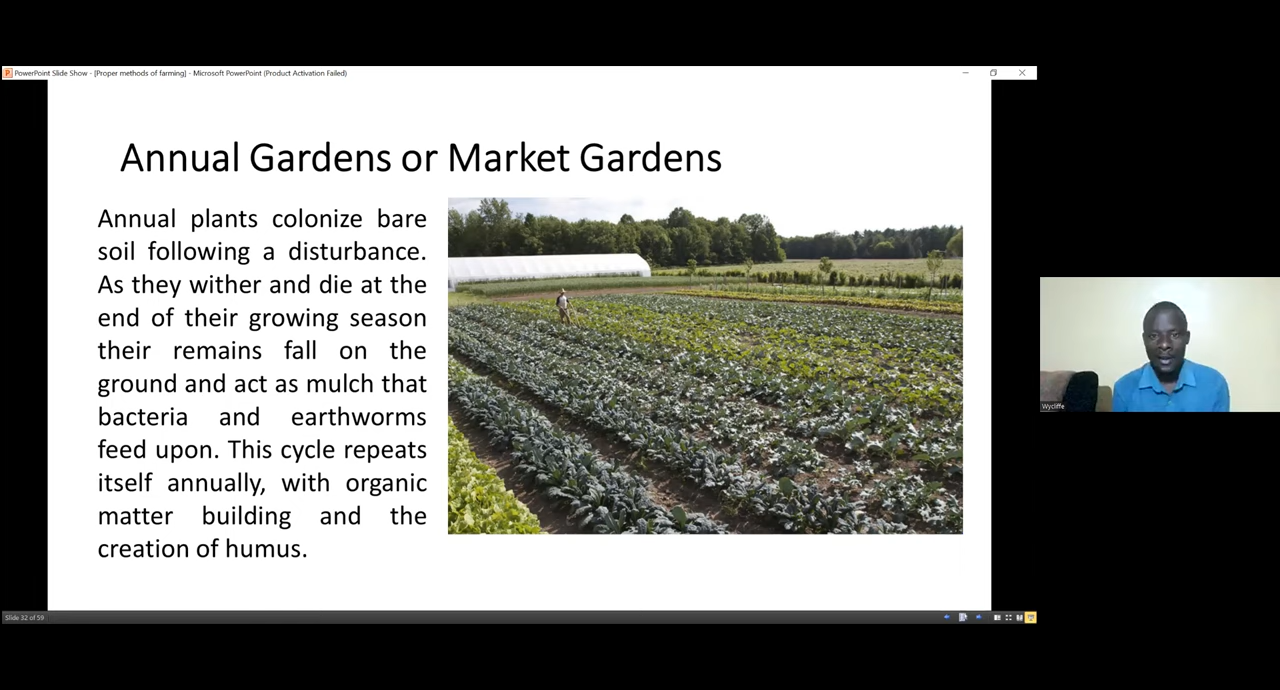 PowerPoint Slide Show - [Proper methods of farming] - Microsoft PowerPoint (Product Activation Failed)
Annual Gardens or Market Gardens
Annual plants colonize bare
soil following a disturbance.
As they wither and die at the
end of their growing season
their remains fall on the
ground and act as mulch that
bacteria and earthworms
feed upon. This cycle repeats
itself annually, with organic
matter building and the
creation of humus.
Wycliffe
Slide 32 of 59